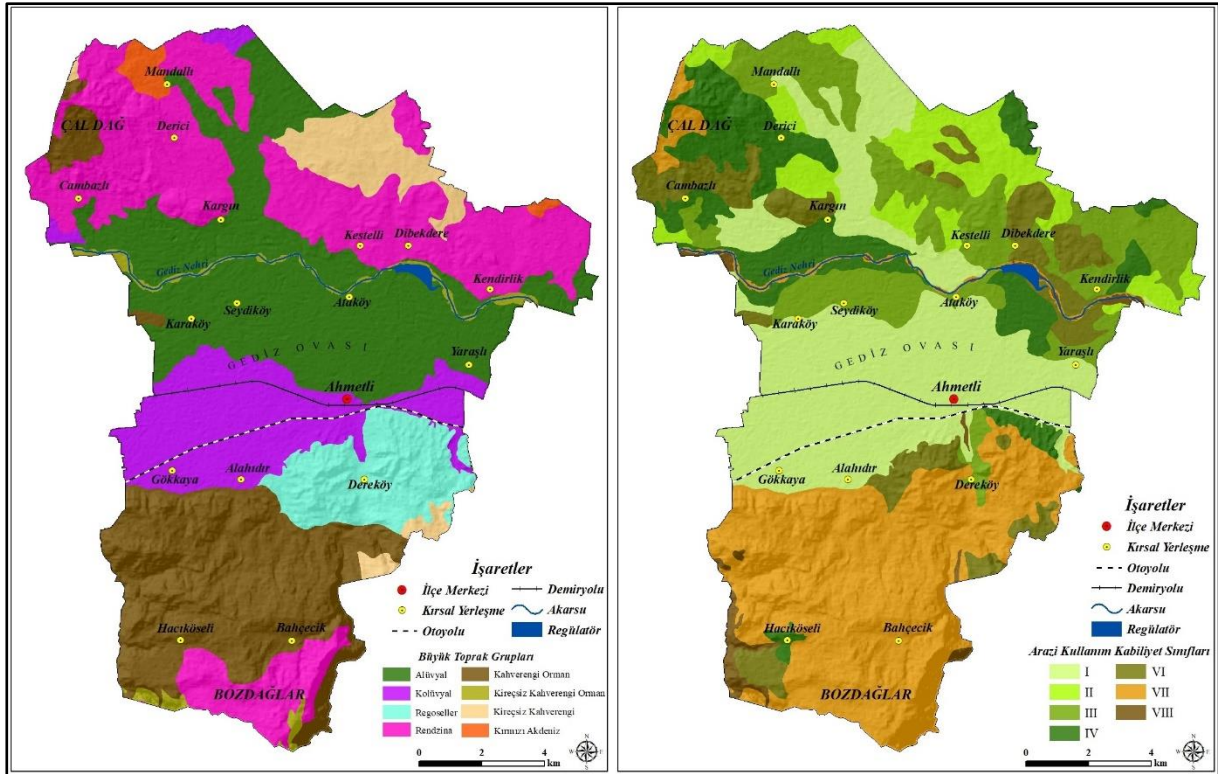 Mandallı
ÇAL DAĞ
Derici
Cambazlı
Kargın
Kestelli
Dibekdere
Gediz Nehri
Kendirlik
Ataköy
Seydiköy
Karaköy
GEDİZ OVASI
Yaraşlı
Ahmetli
Gökkaya
Alahıdır
Dereköy
Hacıköseli
Bahçecik
BOZDAĞLAR
İşaretler
İlçe Merkezi
Demiryolu
Kırsal Yerleşme
Akarsu
Otoyolu
Regülatör
Büyük Toprak Grupları
Alüvyal
Kahverengi Orman
Kolüvyal
Kireçsiz Kahverengi Orman
Regoseller
Kireçsiz Kahverengi
Rendzina
Kırmızı Akdeniz
0 2 4
km
N
W E
S
Mandallı
ÇAL DAĞ
Derici
Cambazlı
Kargın
Kestelli
Dibekdere
Gediz Nehri
Kendirlik
Ataköy
Seydiköy
Karaköy
GEDİZ OVASI
Yaraşlı
Ahmetli
Gökkaya
Alahıdır
Dereköy
Hacıköseli
Bahçecik
BOZDAĞLAR
İşaretler
İlçe Merkezi
Kırsal Yerleşme
Otoyolu
Demiryolu
Akarsu
Regülatör
Arazi Kullanım Kabiliyet Sınıfları
I
VI
II
VII
III
VIII
IV
0 2 4
km
N
W E
S